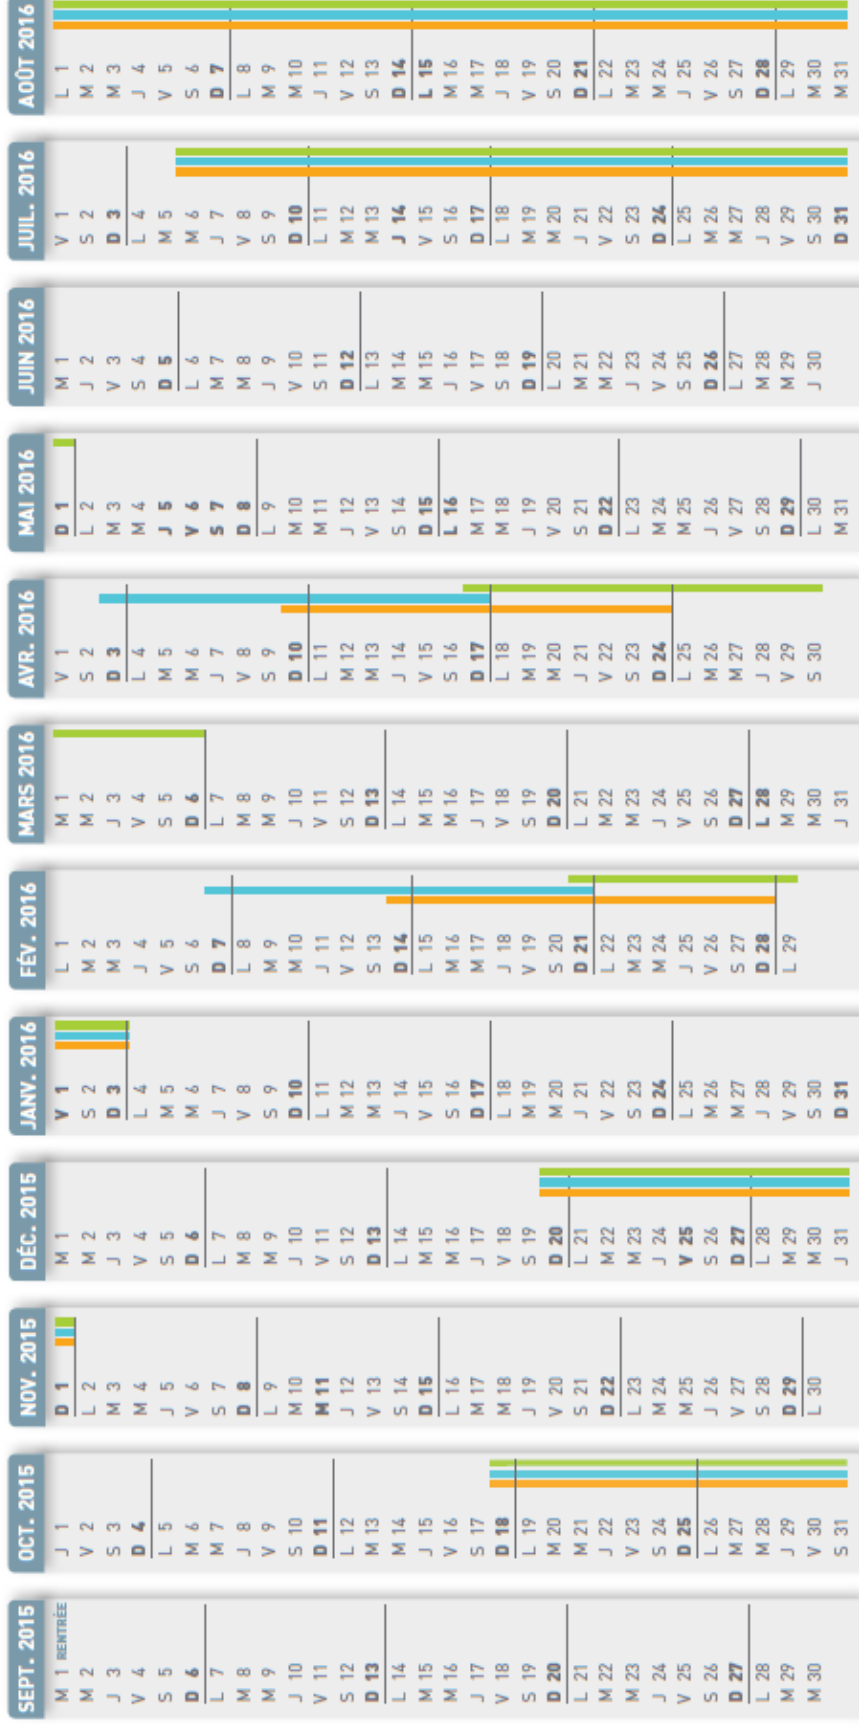 SEPT. 2015
M 1 RENTRÉE
M 2
J 3
V 4
S 5
D 6
L 7
M 8
M 9
J 10
V 11
S 12
D 13
L 14
M 15
M 16
J 17
V 18
S 19
D 20
L 21
M 22
M 23
J 24
V 25
S 26
D 27
L 28
M 29
M 30
OCT. 2015
J 1
V 2
S 3
D 4
L 5
M 6
M 7
J 8
V 9
S 10
D 11
L 12
M 13
M 14
J 15
V 16
S 17
D 18
L 19
M 20
M 21
J 22
V 23
S 24
D 25
L 26
M 27
M 28
J 29
V 30
S 31
NOV. 2015
D 1
L 2
M 3
M 4
J 5
V 6
S 7
D 8
L 9
M 10
M 11
J 12
V 13
S 14
D 15
L 16
M 17
M 18
J 19
V 20
S 21
D 22
L 23
M 24
M 25
J 26
V 27
S 28
D 29
L 30
DÉC. 2015
M 1
M 2
J 3
V 4
S 5
D 6
L 7
M 8
M 9
J 10
V 11
S 12
D 13
L 14
M 15
M 16
J 17
V 18
S 19
D 20
L 21
M 22
M 23
J 24
V 25
S 26
D 27
L 28
M 29
M 30
J 31
JANV. 2016
V 1
S 2
D 3
L 4
M 5
M 6
J 7
V 8
S 9
D 10
L 11
M 12
M 13
J 14
V 15
S 16
D 17
L 18
M 19
M 20
J 21
V 22
S 23
D 24
L 25
M 26
M 27
J 28
V 29
S 30
D 31
FÉV. 2016
L 1
M 2
M 3
J 4
V 5
S 6
D 7
L 8
M 9
M 10
J 11
V 12
S 13
D 14
L 15
M 16
M 17
J 18
V 19
S 20
D 21
L 22
M 23
M 24
J 25
V 26
S 27
D 28
L 29
MARS 2016
M 1
M 2
J 3
V 4
S 5
D 6
L 7
M 8
M 9
J 10
V 11
S 12
D 13
L 14
M 15
M 16
J 17
V 18
S 19
D 20
L 21
M 22
M 23
J 24
V 25
S 26
D 27
L 28
M 29
M 30
J 31
AVR. 2016
V 1
S 2
D 3
L 4
M 5
M 6
J 7
V 8
S 9
D 10
L 11
M 12
M 13
J 14
V 15
S 16
D 17
L 18
M 19
M 20
J 21
V 22
S 23
D 24
L 25
M 26
M 27
J 28
V 29
S 30
MAI 2016
D 1
L 2
M 3
M 4
J 5
V 6
S 7
D 8
L 9
M 10
M 11
J 12
V 13
S 14
D 15
L 16
M 17
M 18
J 19
V 20
S 21
D 22
L 23
M 24
M 25
J 26
V 27
S 28
D 29
L 30
M 31
JUIN 2016
M 1
J 2
V 3
S 4
D 5
L 6
M 7
M 8
J 9
V 10
S 11
D 12
L 13
M 14
M 15
J 16
V 17
S 18
D 19
L 20
M 21
M 22
J 23
V 24
S 25
D 26
L 27
M 28
M 29
J 30
JUIL. 2016
V 1
S 2
D 3
L 4
M 5
M 6
J 7
V 8
S 9
D 10
L 11
M 12
M 13
J 14
V 15
S 16
D 17
L 18
M 19
M 20
J 21
V 22
S 23
D 24
L 25
M 26
M 27
J 28
V 29
S 30
D 31
AOÛT 2016
L 1
M 2
M 3
J 4
V 5
S 6
D 7
L 8
M 9
M 10
J 11
V 12
S 13
D 14
L 15
M 16
M 17
J 18
V 19
S 20
D 21
L 22
M 23
M 24
J 25
V 26
S 27
D 28
L 29
M 30
M 31